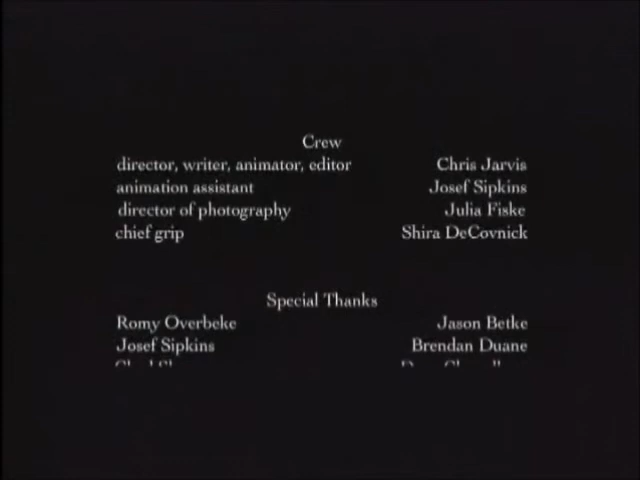 Crew
director, writer, animator, editor Chris Jarvis
animation assistant Josef Sipkins
director of photography Julia Fiske
chief grip Shira DeCovnick
Special Thanks
Romy Overbeke Jason Betke
Josef Sipkins Brendan Duane